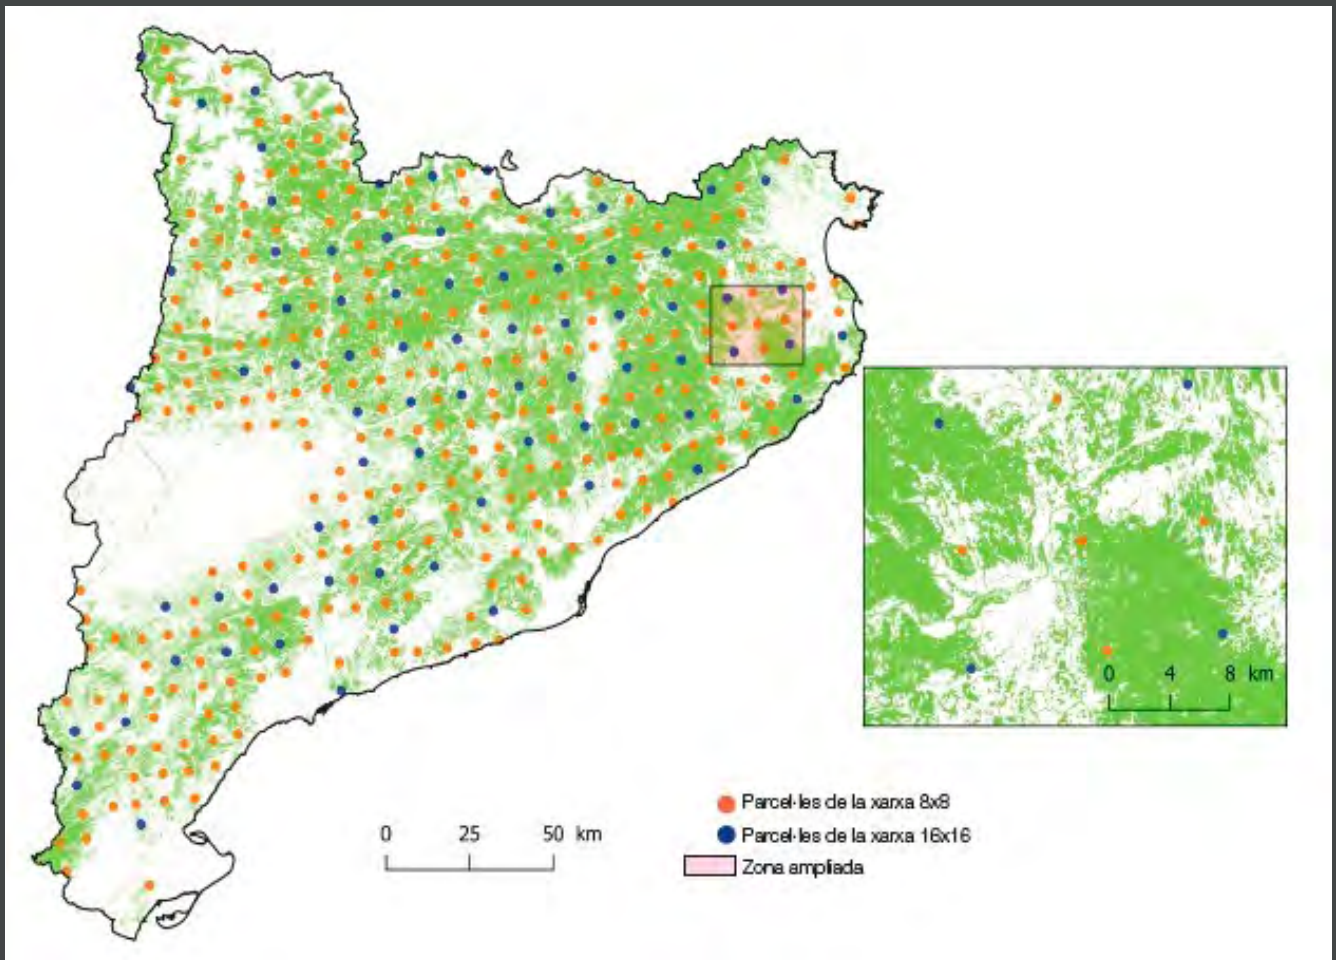 0 4 8 km
Parcel·les de la xarxa 8x8
Parcel·les de la xarxa 16x16
Zona ampliada
0 25 50 km